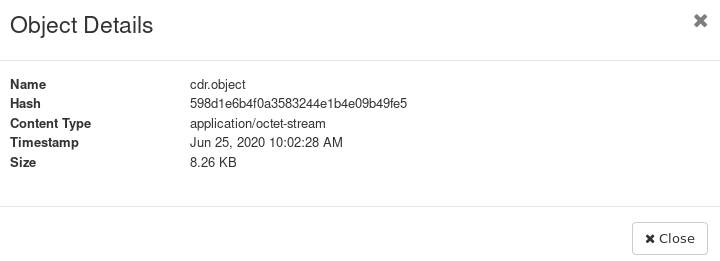 Object Details
Name cdr.object
Hash 598d1e6b4f0a3583244e1b4e09b49fe5
Content Type application/octet-stream
Timestamp Jun 25, 2020 10:02:28 AM
Size 8.26 KB
Close